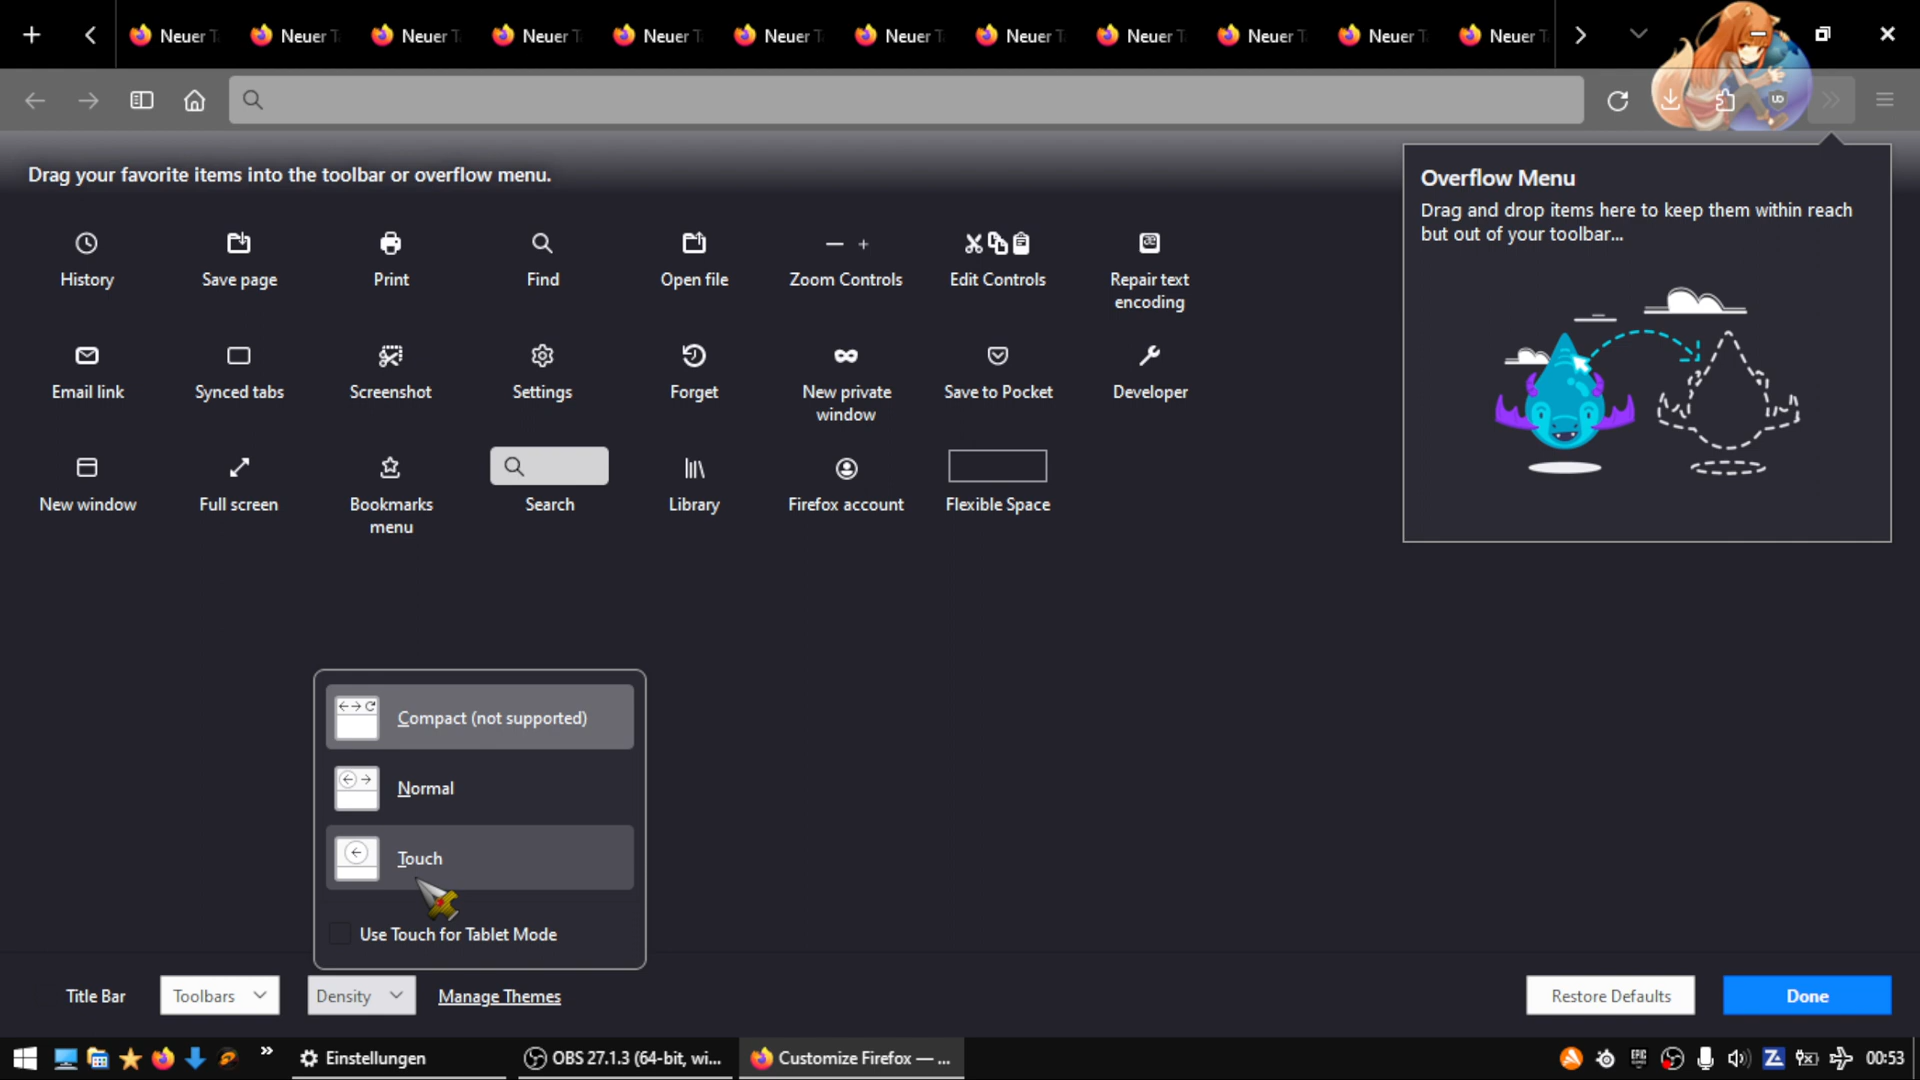 Neuer T Neuer T Neuer T Neuer T Neuer T Neuer T Neuer T Neuer T Neuer T Neuer T Neuer T Neuer T
Drag your favorite items into the toolbar or overflow menu.
Overflow Menu
Drag and drop items here to keep them within reach
but out of your toolbar...
History Save page Print Find Open file Zoom Controls Edit Controls Repair text
encoding
Email link Synced tabs Screenshot Settings Forget New private Save to Pocket Developer
window
New window Full screen Bookmarks Search Library Firefox account Flexible Space
menu
Compact (not supported)
Normal
Touch
Use Touch for Tablet Mode
Title Bar Toolbars Density Manage Themes Restore Defaults Done
Einstellungen OBS 27.1.3 (64-bit, wi... Customize Firefox — ... EPIC 00:53